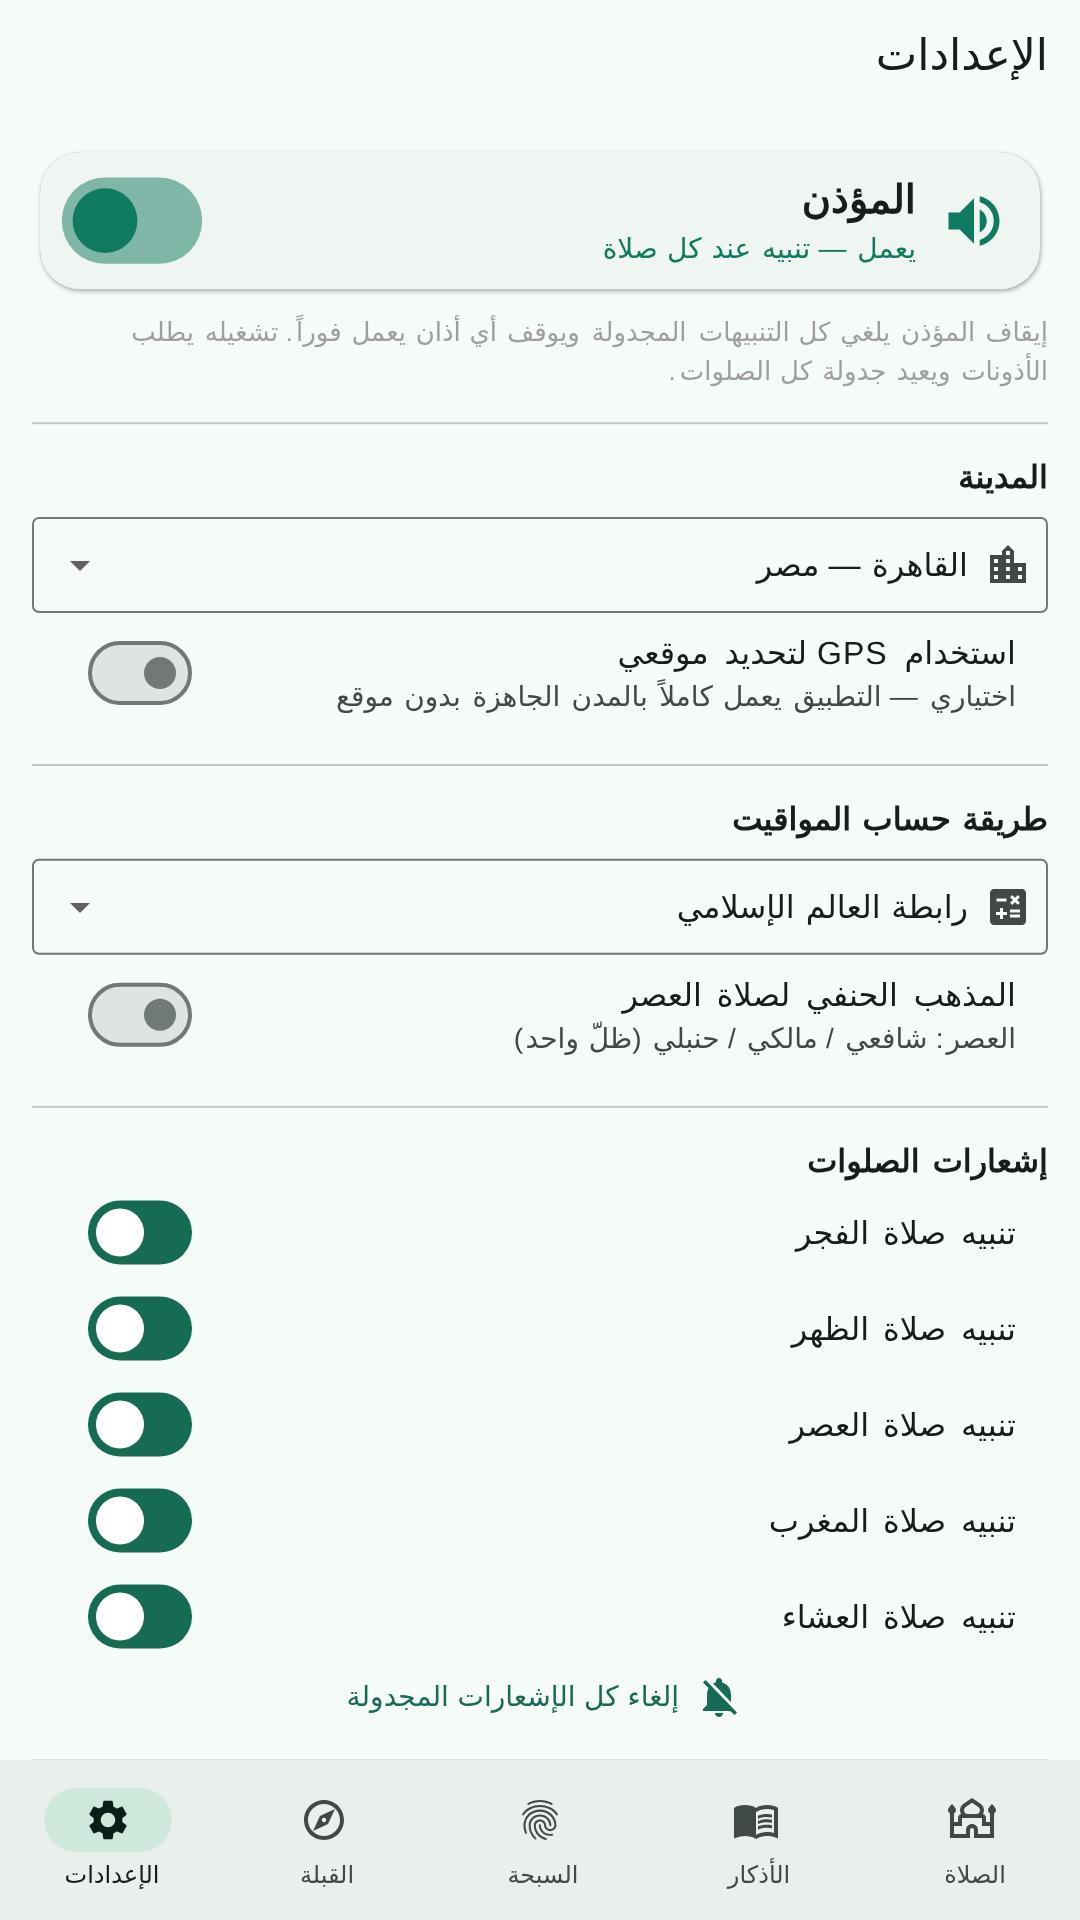 الإعدادات
المؤذن
يعمل — تنبيه عند كل صلاة
إيقاف المؤذن يلغي كل التنبيهات المجدولة ويوقف أي أذان يعمل فوراً. تشغيله يطلب
الأذونات ويعيد جدولة كل الصلوات.
المدينة
القاهرة — مصر
استخدام GPS لتحديد موقعي
اختياري — التطبيق يعمل كاملاً بالمدن الجاهزة بدون موقع
طريقة حساب المواقيت
رابطة العالم الإسلامي
المذهب الحنفي لصلاة العصر
العصر: شافعي / مالكي / حنبلي (ظلّ واحد)
إشعارات الصلوات
تنبيه صلاة الفجر
تنبيه صلاة الظهر
تنبيه صلاة العصر
تنبيه صلاة المغرب
تنبيه صلاة العشاء
إلغاء كل الإشعارات المجدولة
الصلاة
الأذكار
السبحة
القبلة
الإعدادات